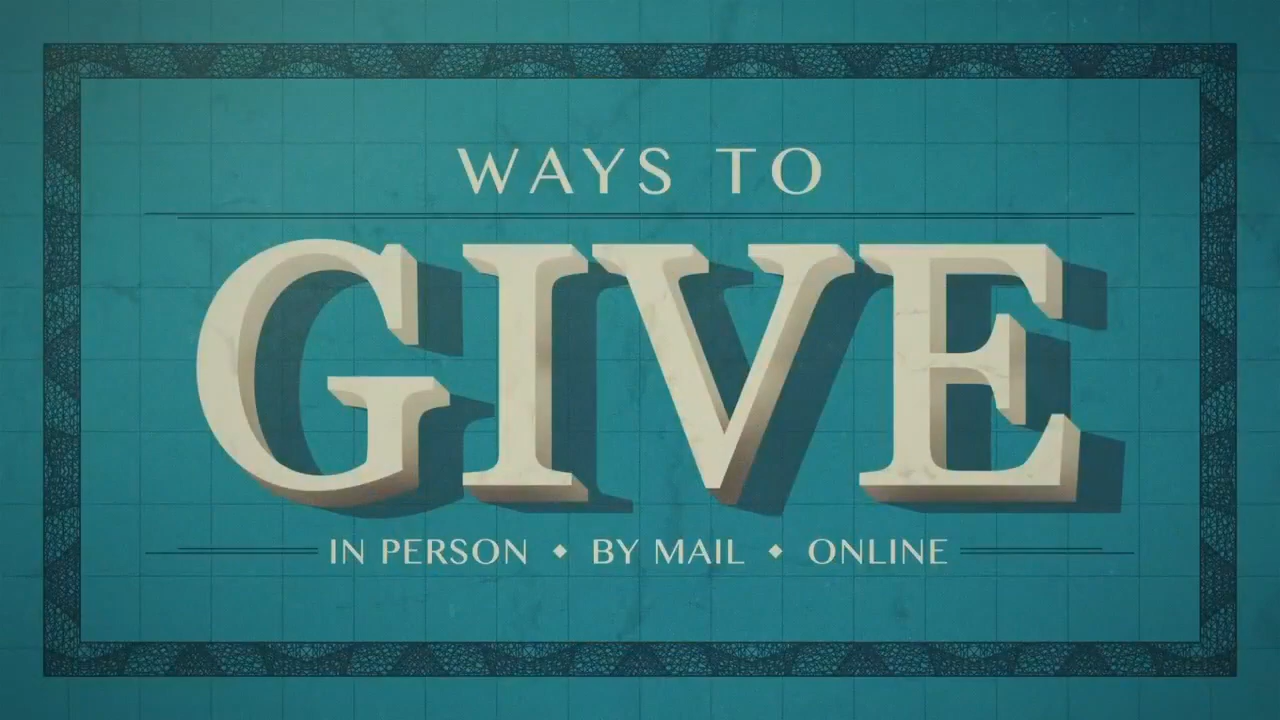 WAYS TO
GIVE
IN PERSON ◆ BY MAIL ◆ ONLINE